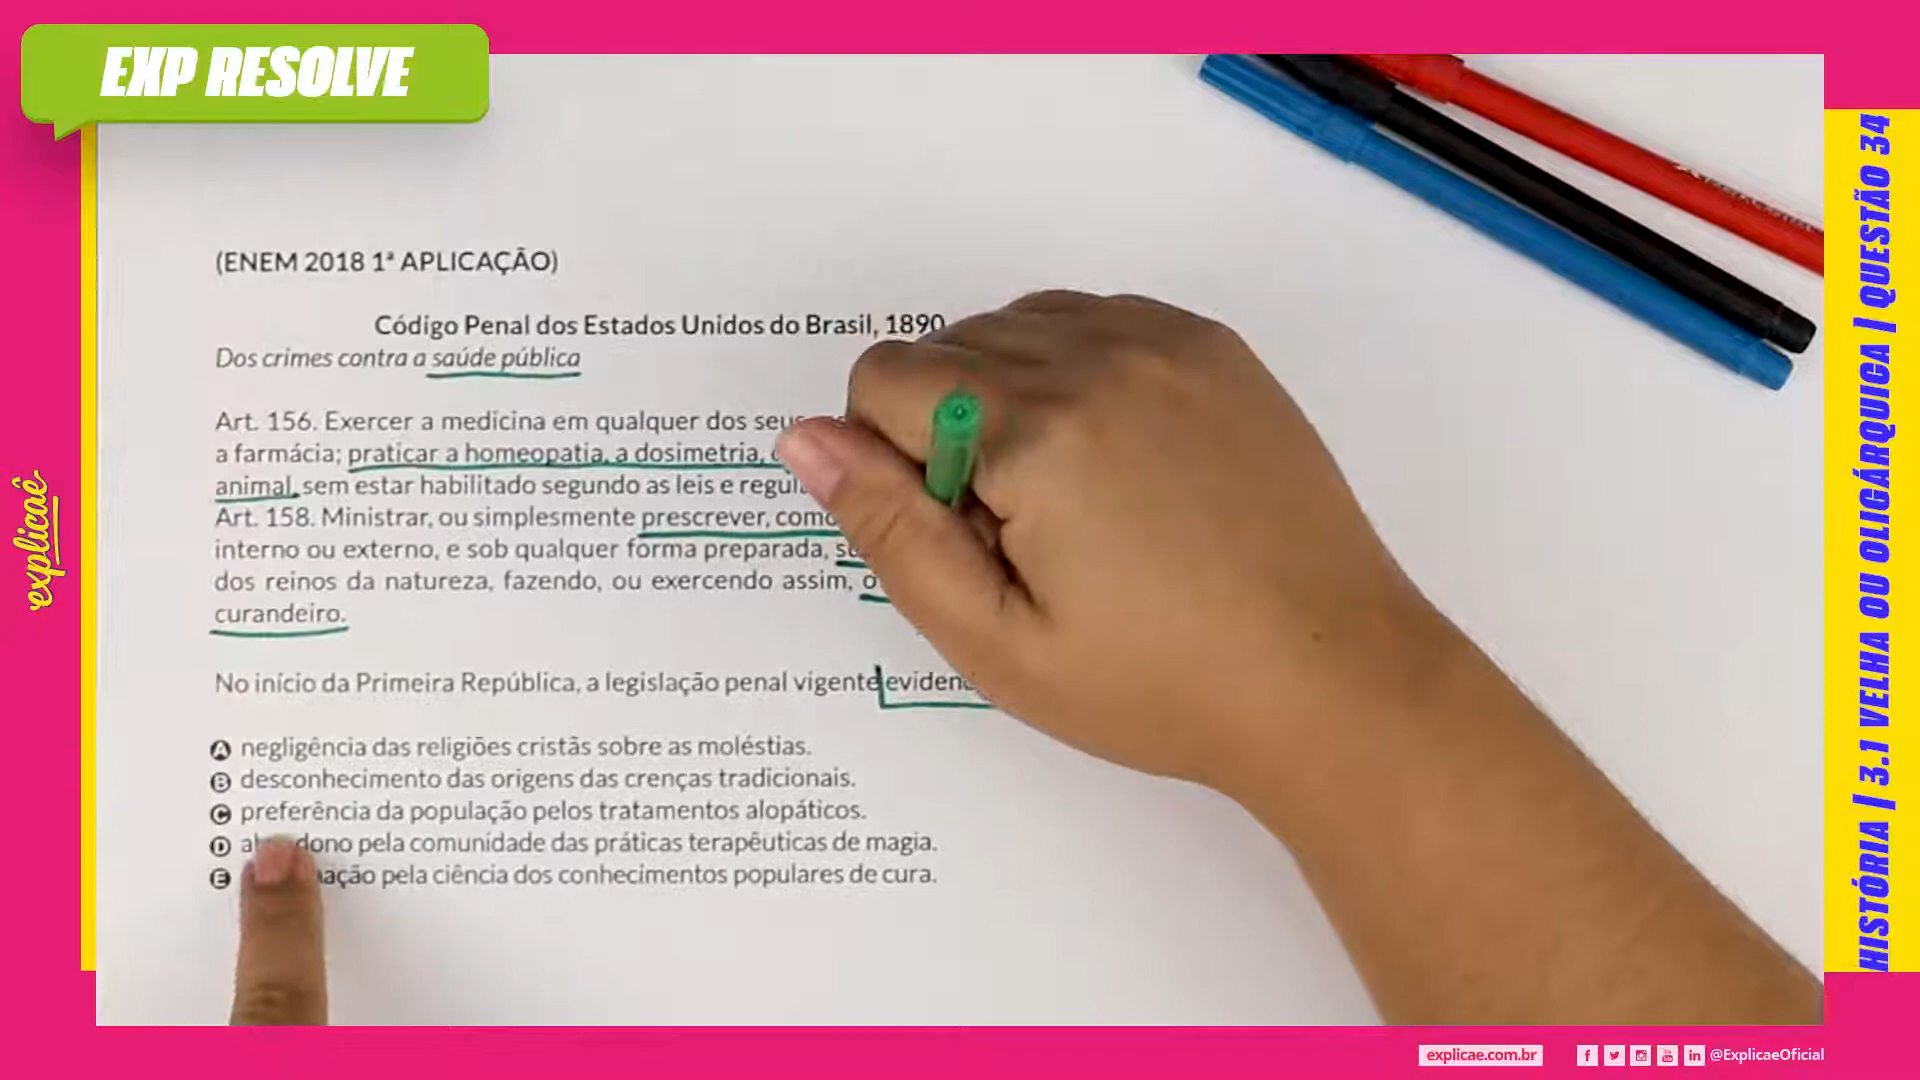 EXP RESOLVE
(ENEM 2018 1ª APLICAÇÃO)
Código Penal dos Estados Unidos do Brasil, 1890
Dos crimes contra a saúde pública
Art. 156. Exercer a medicina em qualquer dos seus
a farmácia; praticar a homeopatia, a dosimetria,
animal, sem estar habilitado segundo as leis e
Art. 158. Ministrar, ou simplesmente prescrever, como
interno ou externo, e sob qualquer forma preparada,
dos reinos da natureza, fazendo, ou exercendo assim, o
curandeiro.
No início da Primeira República, a legislação penal vigente
A negligência das religiões cristãs sobre as moléstias.
B desconhecimento das origens das crenças tradicionais.
C preferência da população pelos tratamentos alopáticos.
D pela comunidade das práticas terapêuticas de magia.
E pela ciência dos conhecimentos populares de cura.
explicaê
HISTÓRIA | 3.1 VELHA OU OLIGÁRQUICA | QUESTÃO 34
explicae.com.br
@ExplicaeOficial